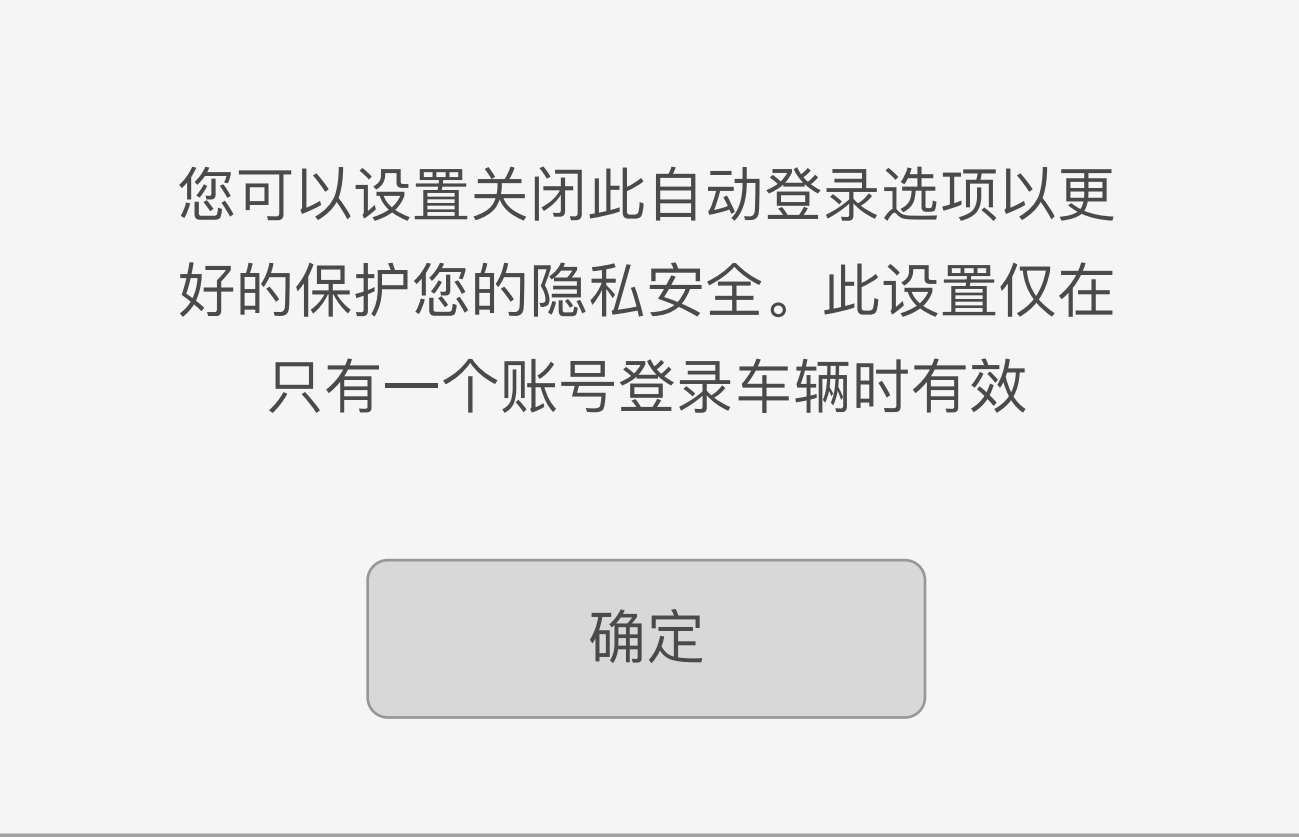 您可以设置关闭此自动登录选项以更
好的保护您的隐私安全。此设置仅在
只有一个账号登录车辆时有效
确定